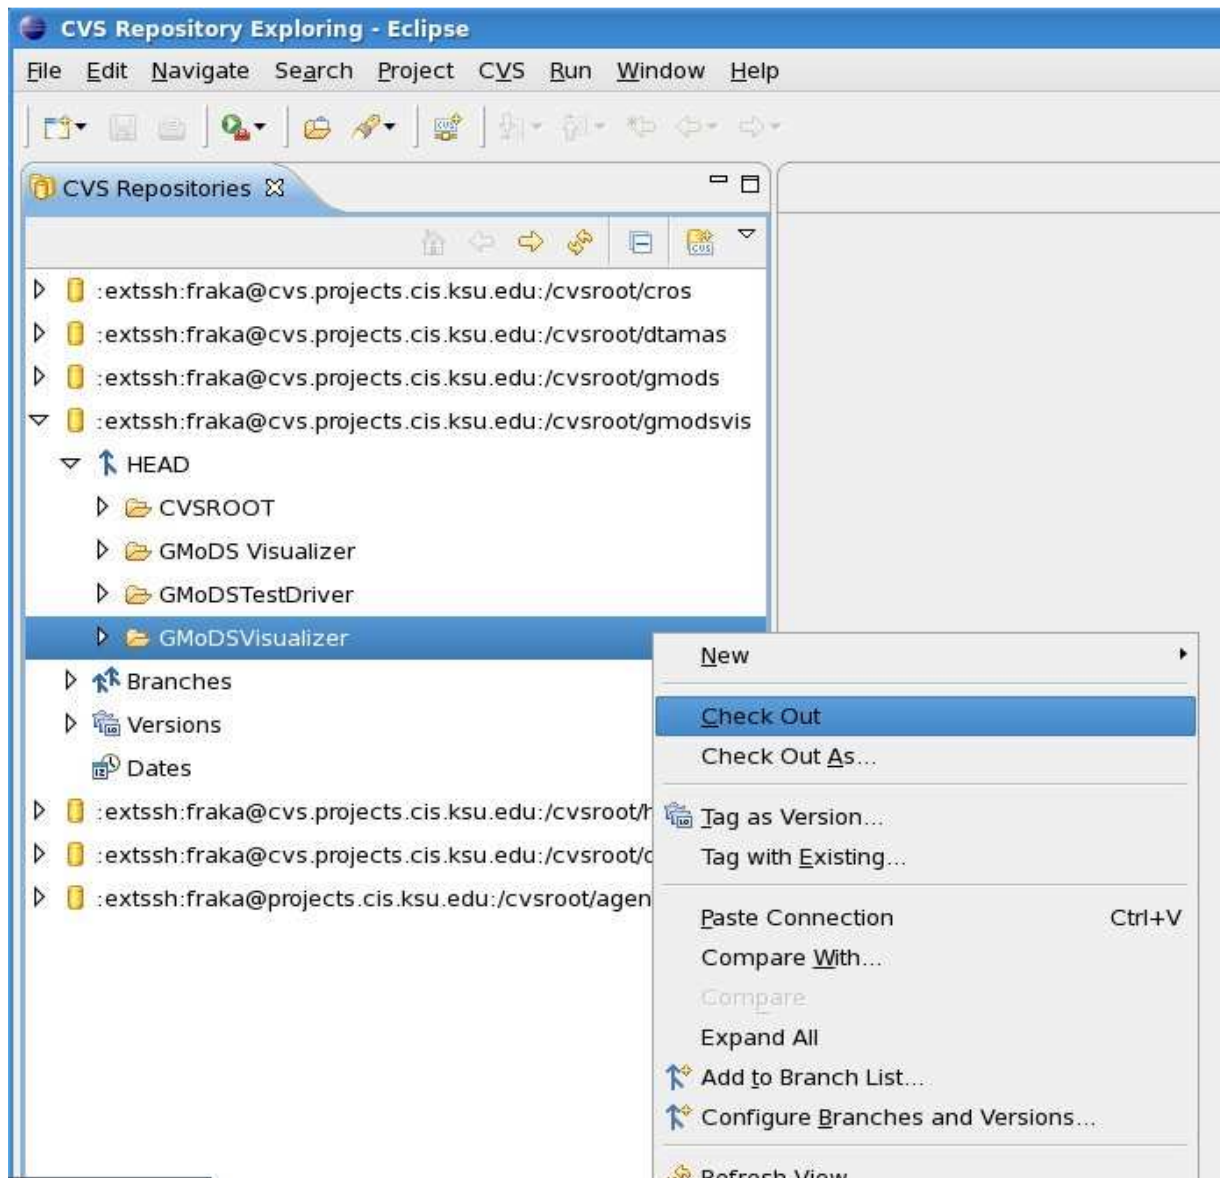 CVS Repository Exploring - Eclipse
File Edit Navigate Search Project CVS Run Window Help
CVS Repositories
:extssh:fraka@cvs.projects.cis.ksu.edu:/cvsroot/cros
:extssh:fraka@cvs.projects.cis.ksu.edu:/cvsroot/dtamas
:extssh:fraka@cvs.projects.cis.ksu.edu:/cvsroot/gmods
:extssh:fraka@cvs.projects.cis.ksu.edu:/cvsroot/gmodsvis
HEAD
CVSROOT
GMoDS Visualizer
GMoDSTestDriver
GMoDSVisualizer
Branches
Versions
Dates
:extssh:fraka@cvs.projects.cis.ksu.edu:/cvsroot/
:extssh:fraka@cvs.projects.cis.ksu.edu:/cvsroot/
:extssh:fraka@projects.cis.ksu.edu:/cvsroot/agen
New
Check Out
Check Out As...
Tag as Version...
Tag with Existing...
Paste Connection Ctrl+V
Compare With...
Compare
Expand All
Add to Branch List...
Configure Branches and Versions...
Refresh View